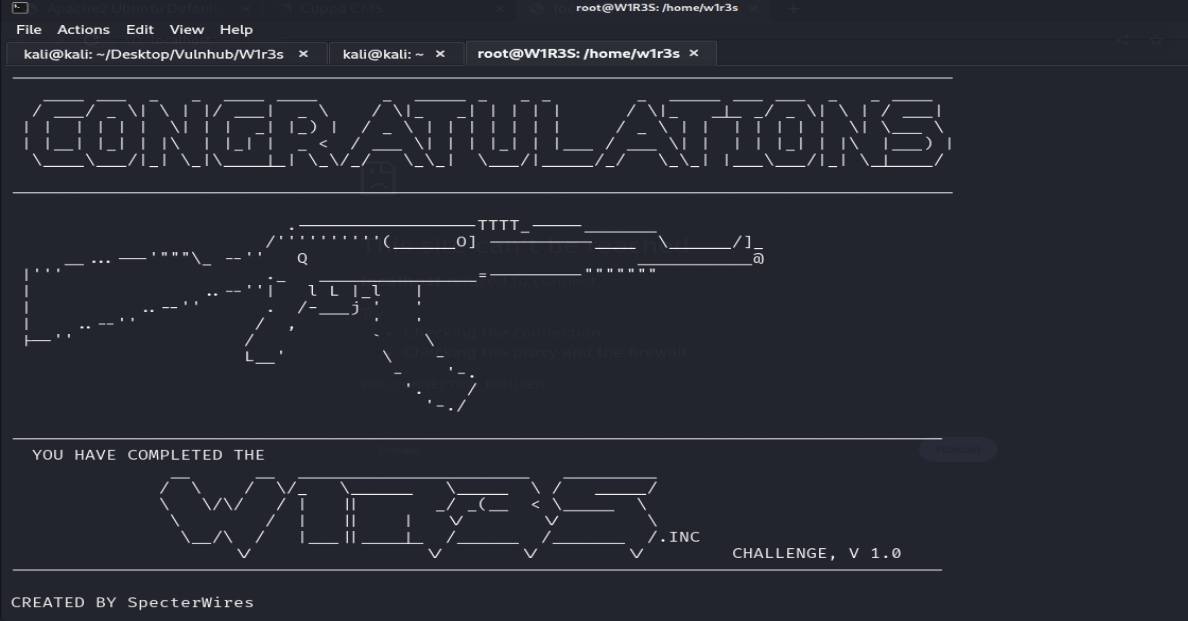 root@W1R3S: /home/w1r3s
File Actions Edit View Help
kali@kali: ~/Desktop/Vulnhub/W1r3s × kali@kali: ~ × root@W1R3S: /home/w1r3s ×
CONGRATULATIONS
YOU HAVE COMPLETED THE
W1R3S
.INC
CHALLENGE, V 1.0
CREATED BY SpecterWires